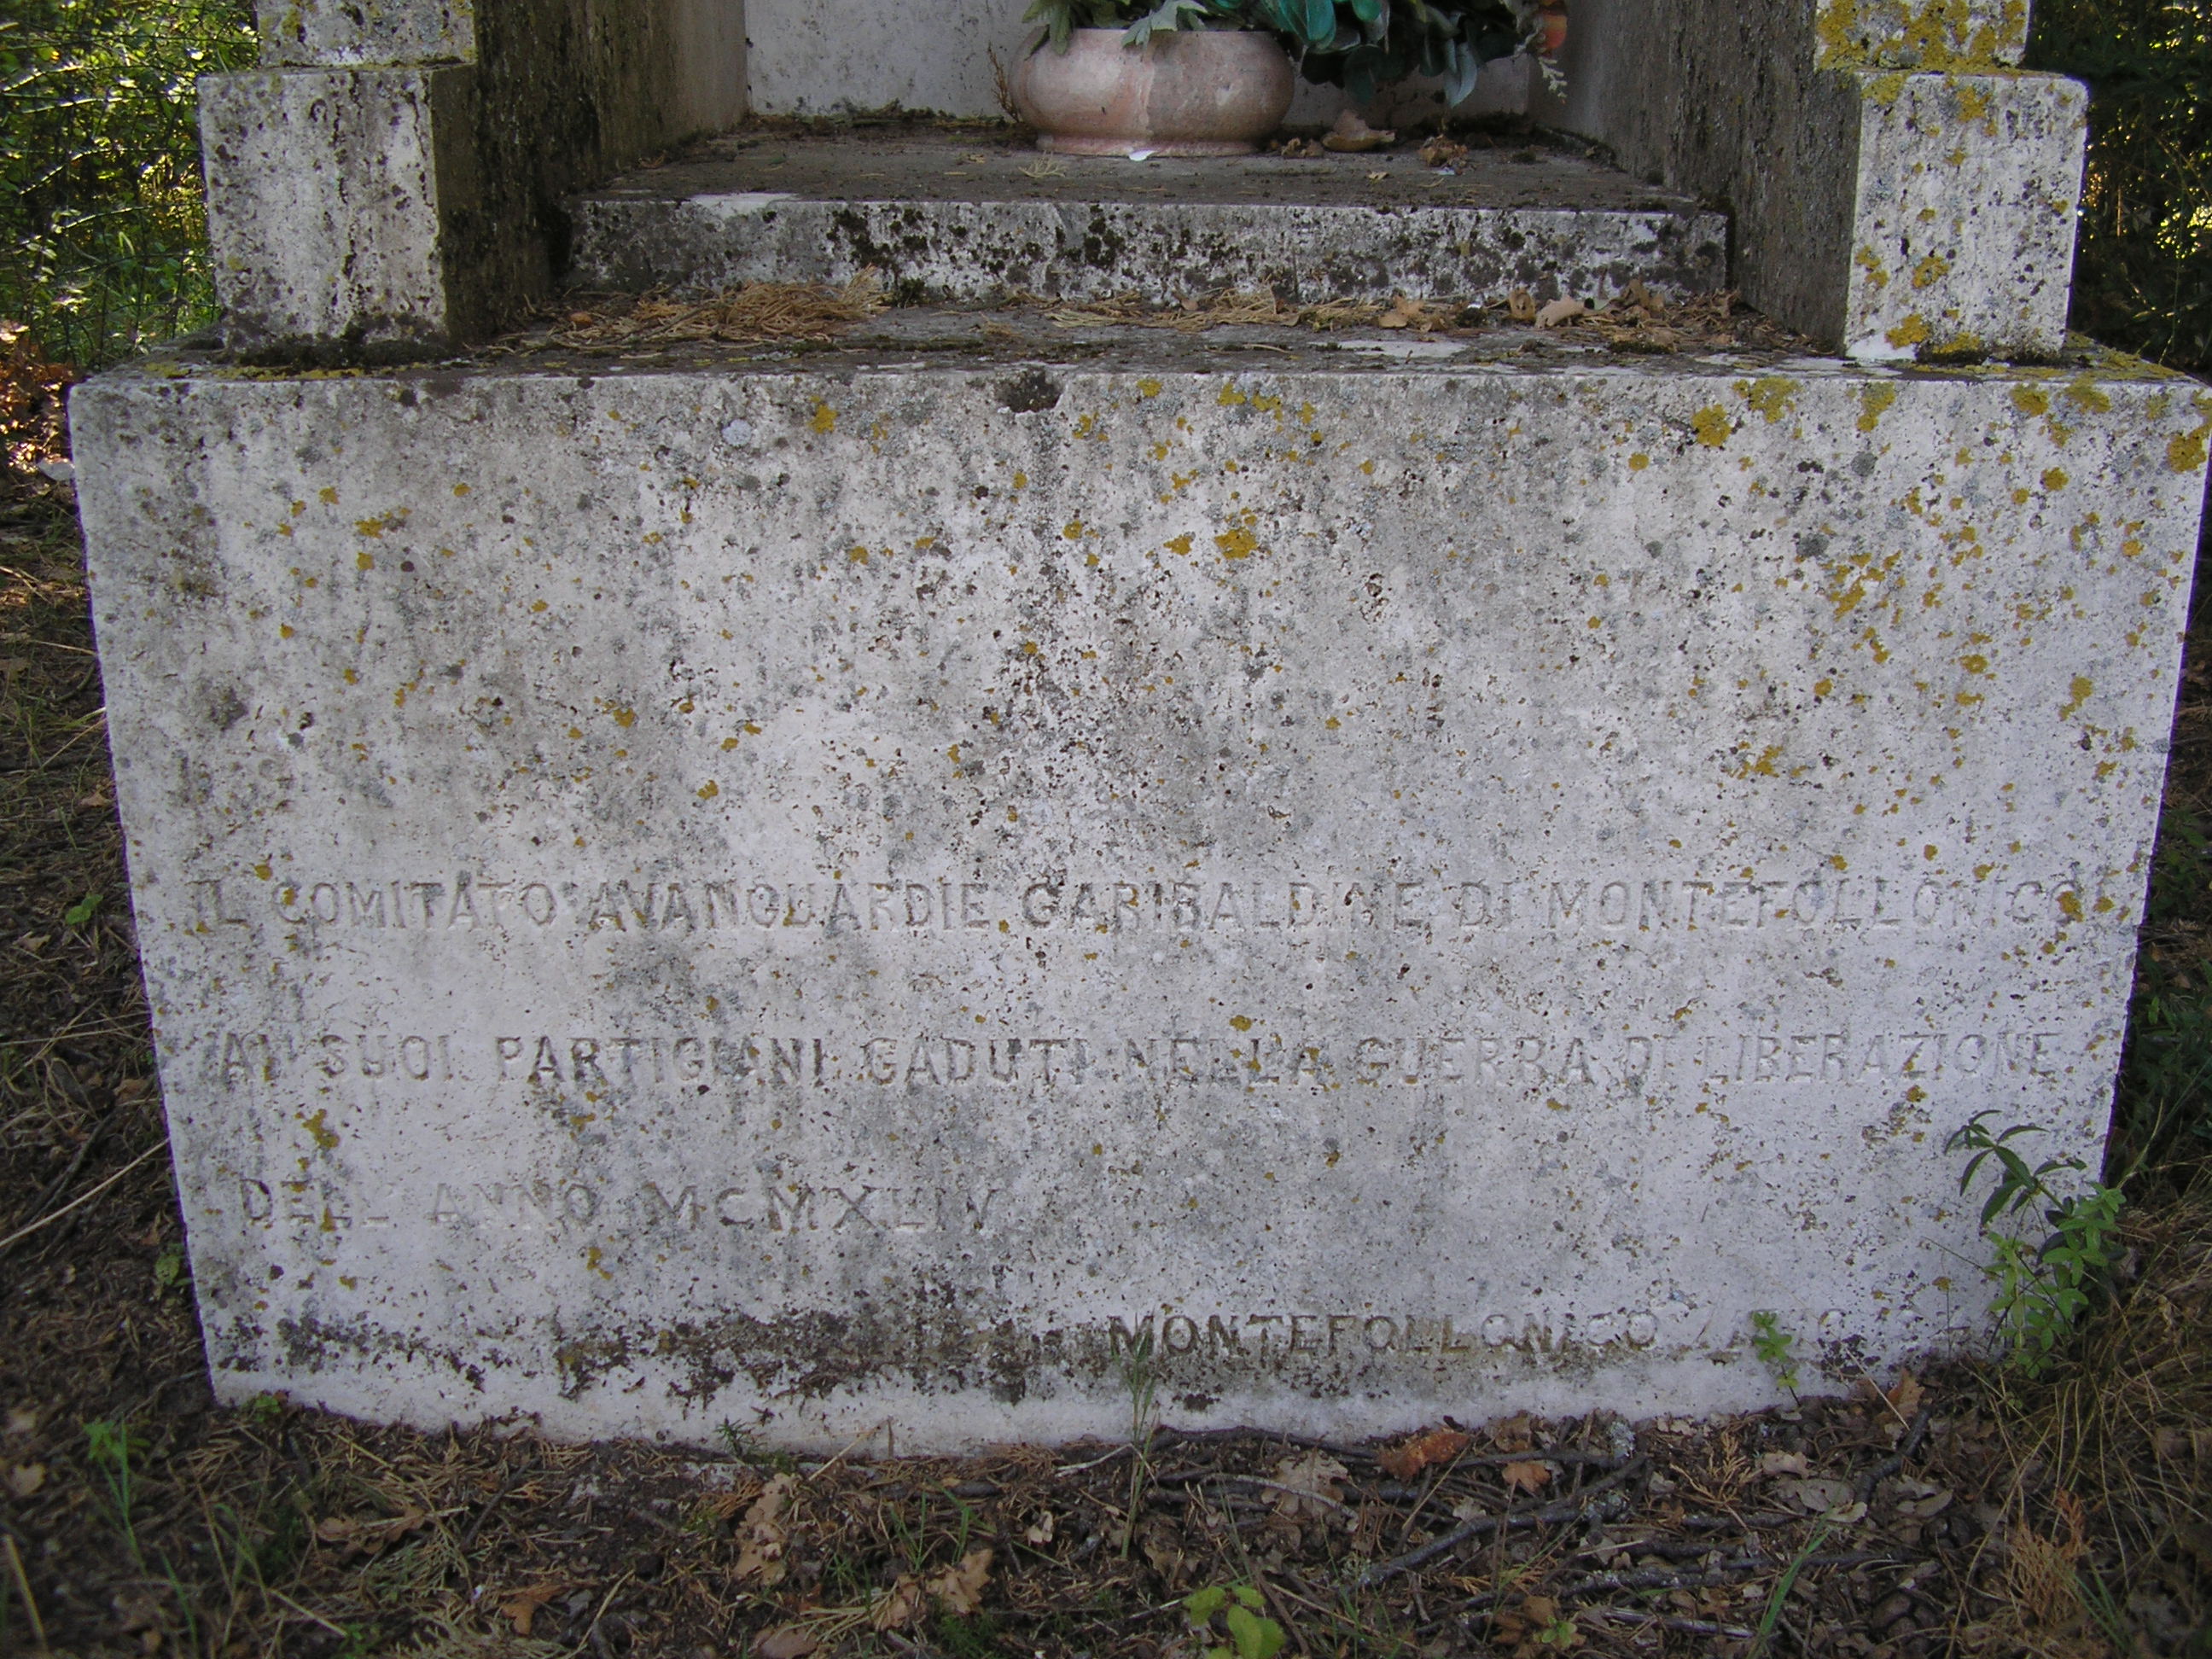 IL COMITATO AVANGUARDIE GARIBALDINE DI MONTEFOLLONICO
AI SUOI PARTIGIANI CADUTI NELLA GUERRA DI LIBERAZIONE
DELL'ANNO MCMXLIV
MONTEFOLLONICO